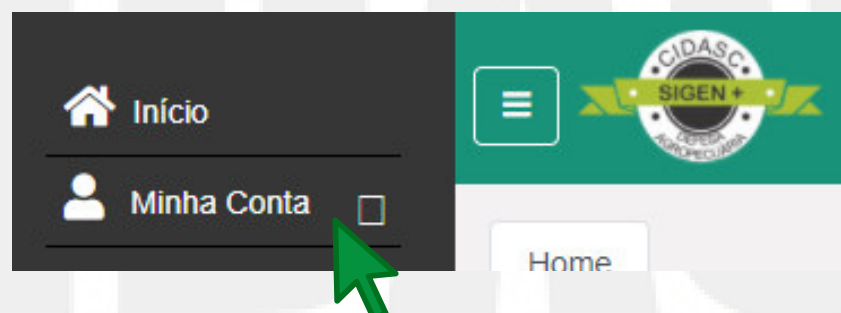 Início
Minha Conta
CIDASC
SIGEN +
DEFESA
AGROPECUÁRIA
Home